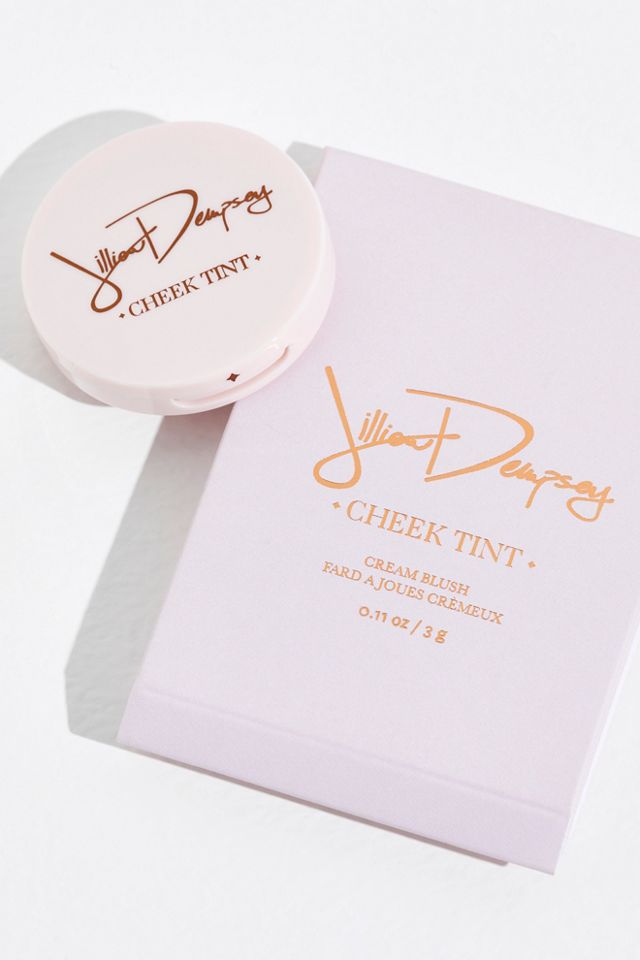 Jillian Dempsey
CHEEK TINT
Jillian Dempsey
CHEEK TINT
CREAM BLUSH
FARD A JOUES CRÈMEUX
0.11 oz / 3 g